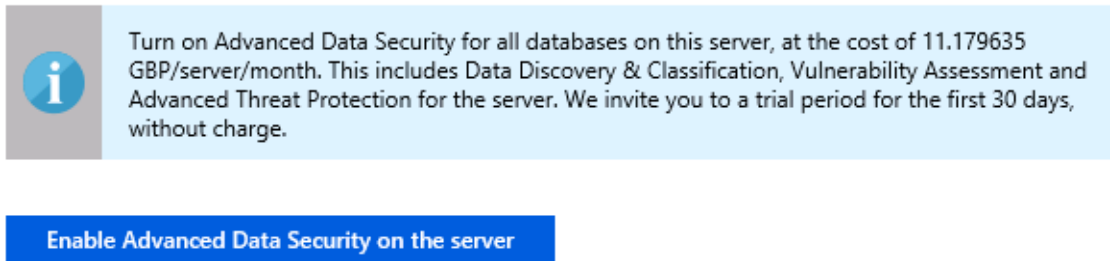 Turn on Advanced Data Security for all databases on this server, at the cost of 11.179635
GBP/server/month. This includes Data Discovery & Classification, Vulnerability Assessment and
Advanced Threat Protection for the server. We invite you to a trial period for the first 30 days,
without charge.
Enable Advanced Data Security on the server